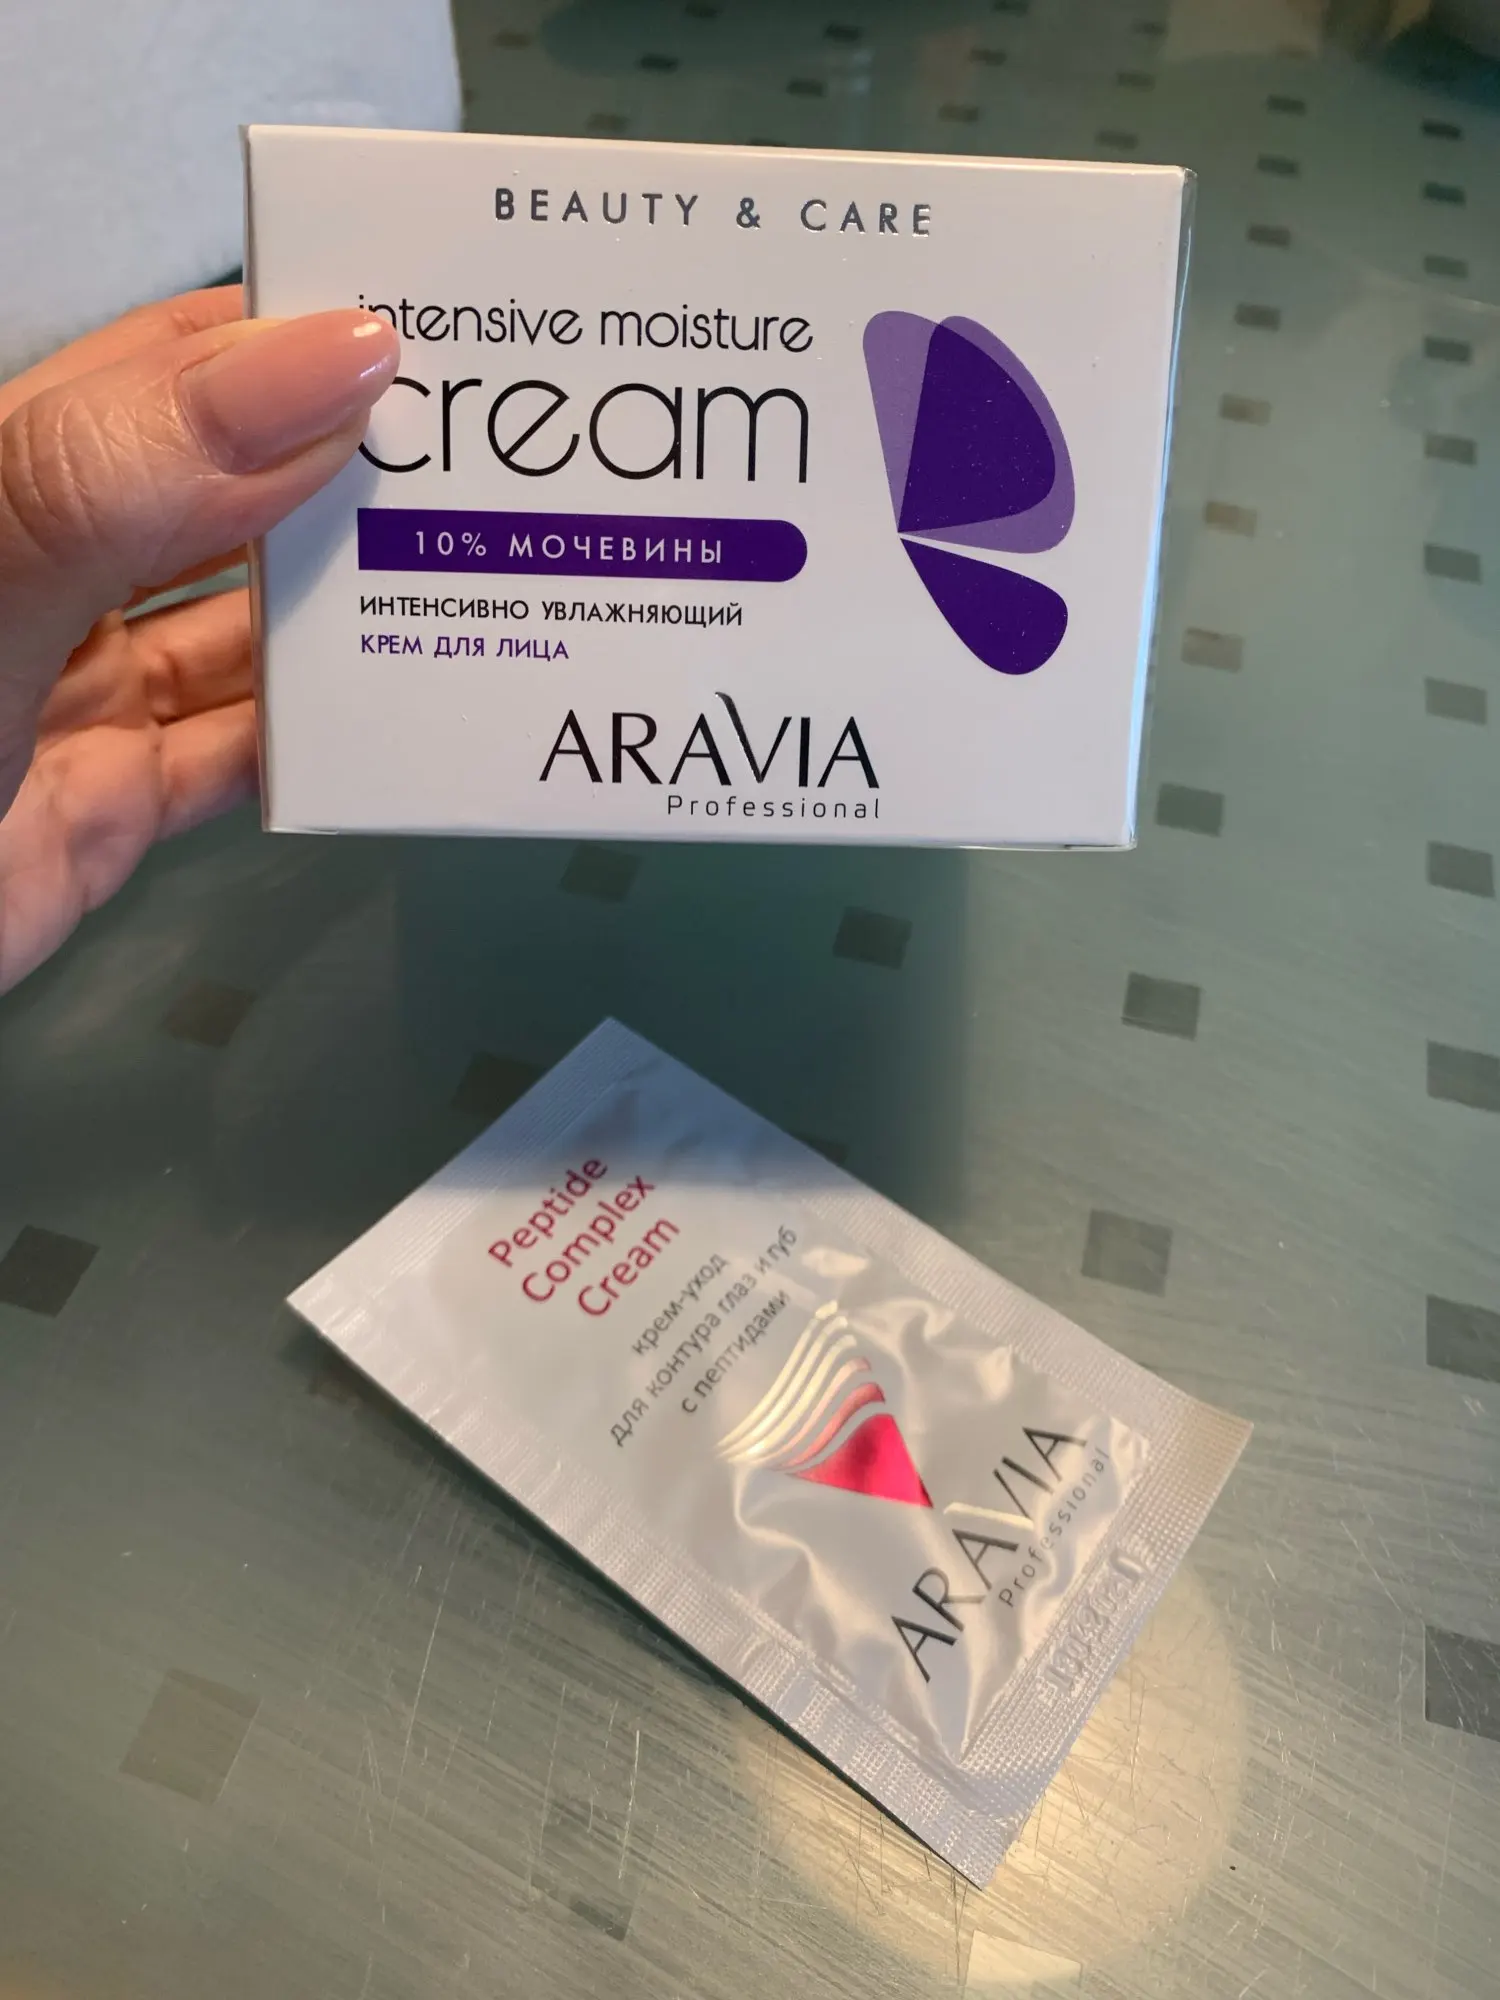 BEAUTY & CARE
intensive moisture
cream
10% МОЧЕВИНЫ
ИНТЕНСИВНО УВЛАЖНЯЮЩИЙ
КРЕМ ДЛЯ ЛИЦА
ARAVIA
Professional
Peptide
Complex
Cream
крем-уход
для контура глаз и губ
с пептидами
ARAVIA
Professional